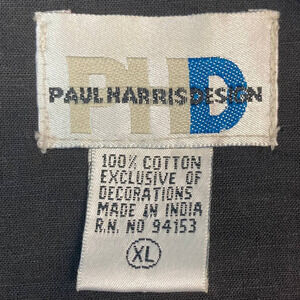 PHD
PAUL HARRIS DESIGN
100% COTTON
EXCLUSIVE OF
DECORATIONS
MADE IN INDIA
R.N. NO 94153
XL